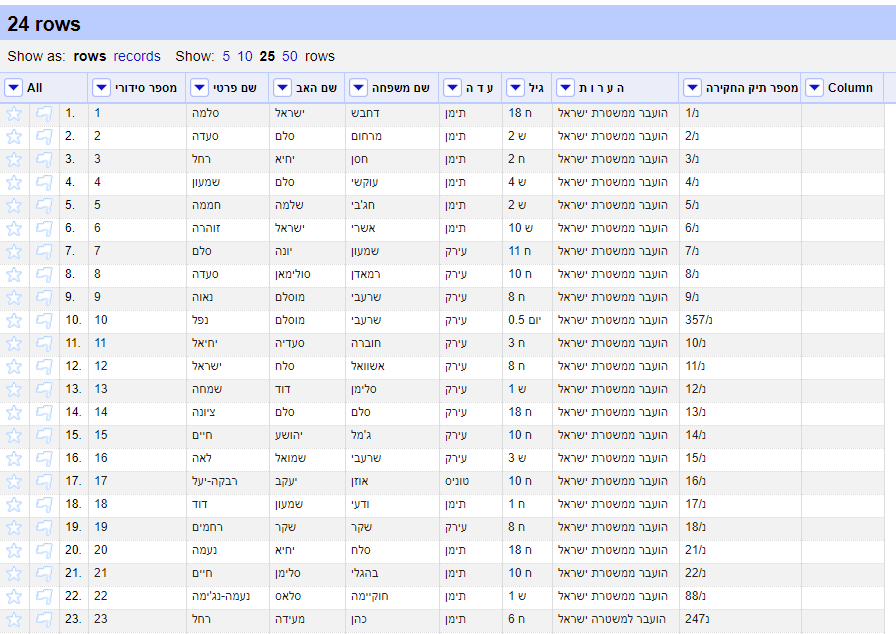 24 rows
Show as: rows records Show: 5 10 25 50 rows
All מספר סידורי שם פרטי שם האב שם משפחה ע ד ה גיל ה ע ר ו ת מספר תיק החקירה Column
1. 1 סלמה ישראל דחבש תימן 18 ח הועבר ממשטרת ישראל 1/נ
2. 2 סעדה סלם מרחום תימן 2 ש הועבר ממשטרת ישראל 2/נ
3. 3 רחל יחיא חסן תימן 2 ח הועבר ממשטרת ישראל 3/נ
4. 4 שמעון סלם עוקשי תימן 4 ש הועבר ממשטרת ישראל 4/נ
5. 5 חממה שלמה חג'בי תימן 2 ש הועבר ממשטרת ישראל 5/נ
6. 6 זוהרה ישראל אשרי תימן 10 ש הועבר ממשטרת ישראל 6/נ
7. 7 סלם יונה שמעון עירק 11 ח הועבר ממשטרת ישראל 7/נ
8. 8 סעדה סולימאן רמאדן עירק 10 ח הועבר ממשטרת ישראל 8/נ
9. 9 נאוה מוסלם שרעבי עירק 8 ח הועבר ממשטרת ישראל 9/נ
10. 10 נפל מוסלם שרעבי עירק 0.5 יום הועבר ממשטרת ישראל 357/נ
11. 11 יחיאל סעדיה חוברה עירק 3 ח הועבר ממשטרת ישראל 10/נ
12. 12 ישראל סלח אשוואל עירק 8 ח הועבר ממשטרת ישראל 11/נ
13. 13 שמחה דוד סלימן עירק 1 ש הועבר ממשטרת ישראל 12/נ
14. 14 ציונה סלם סלם עירק 18 ח הועבר ממשטרת ישראל 13/נ
15. 15 חיים יהושע ג'מל עירק 10 ח הועבר ממשטרת ישראל 14/נ
16. 16 לאה שמואל שרעבי עירק 3 ש הועבר ממשטרת ישראל 15/נ
17. 17 רבקה-יעל יעקב אוזן טוניס 10 ח הועבר ממשטרת ישראל 16/נ
18. 18 דוד שמעון ודעי תימן 1 ח הועבר ממשטרת ישראל 17/נ
19. 19 רחמים שקר שקר עירק 8 ח הועבר ממשטרת ישראל 18/נ
20. 20 נעמה יחיא סלח תימן 18 ח הועבר ממשטרת ישראל 21/נ
21. 21 חיים סלימן בהגלי תימן 10 ח הועבר ממשטרת ישראל 22/נ
22. 22 נעמה-נג'ימה סלאס חוקיימה תימן 1 ש הועבר ממשטרת ישראל 88/נ
23. 23 רחל מעידה כהן תימן 6 ח הועבר למשטרה ישראל 247נ